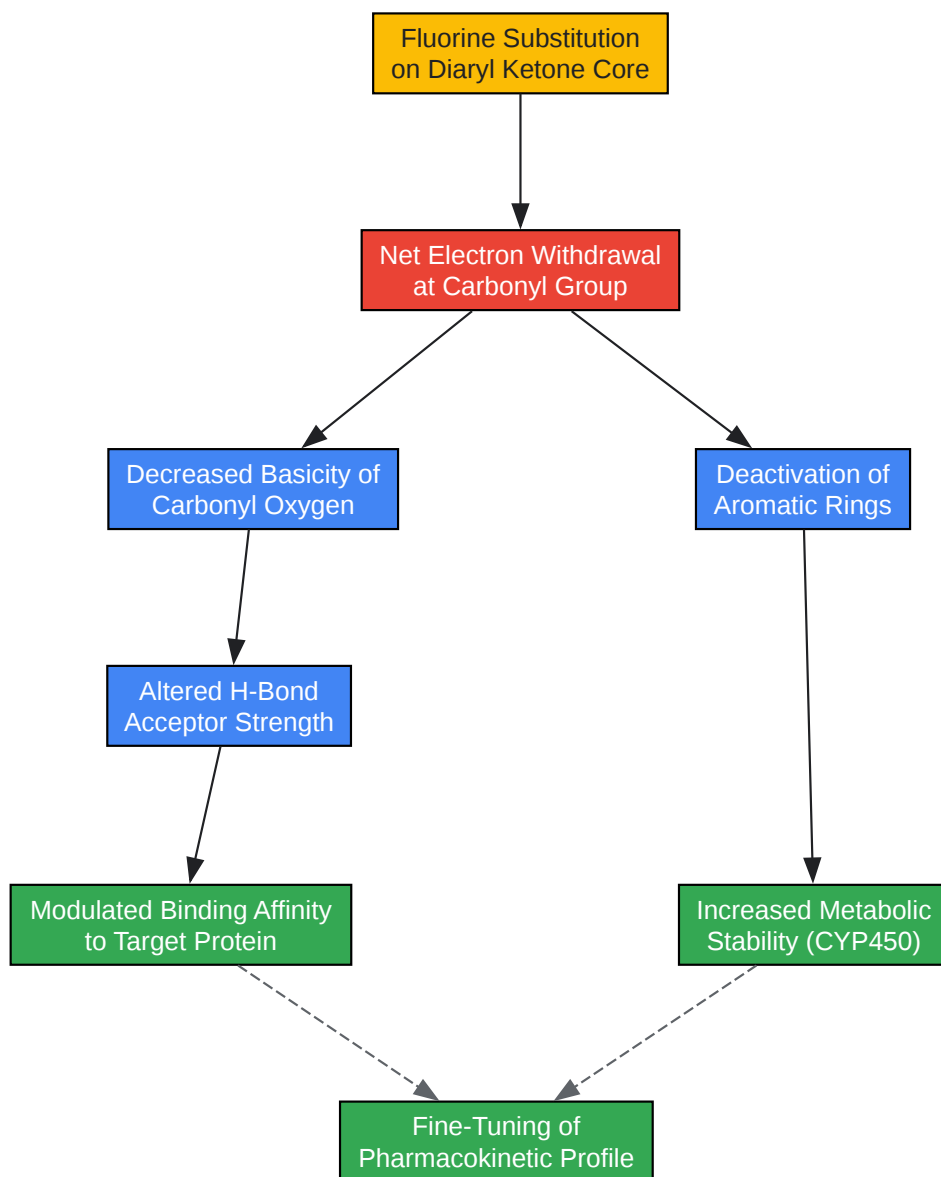 Fluorine Substitution
on Diaryl Ketone Core
Net Electron Withdrawal
at Carbonyl Group
Decreased Basicity of
Carbonyl Oxygen
Deactivation of
Aromatic Rings
Altered H-Bond
Acceptor Strength
Modulated Binding Affinity
to Target Protein
Increased Metabolic
Stability (CYP450)
Fine-Tuning of
Pharmacokinetic Profile